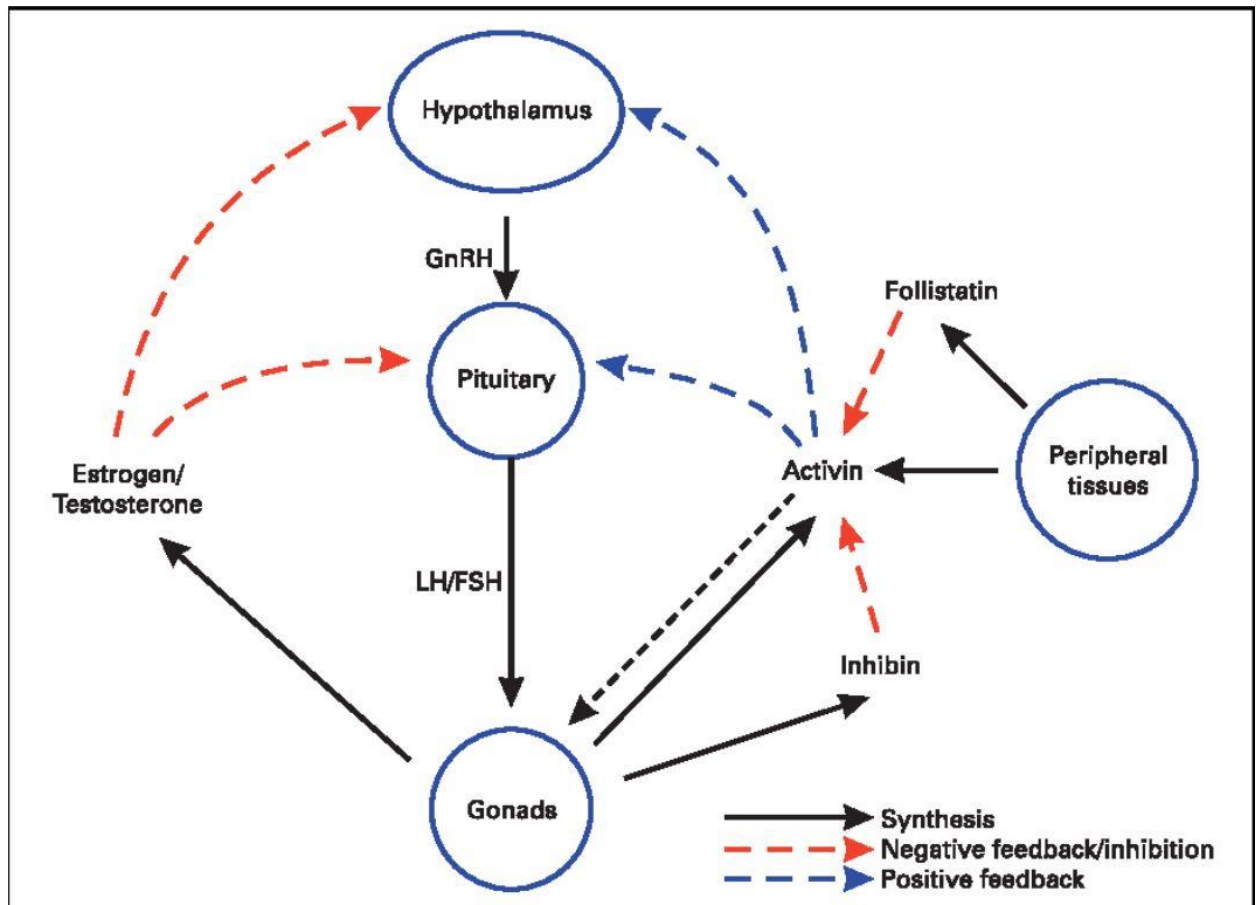 Hypothalamus
GnRH
Follistatin
Pituitary
Estrogen/
Testosterone
Activin
Peripheral
tissues
LH/FSH
Inhibin
Gonads
Synthesis
Negative feedback/inhibition
Positive feedback